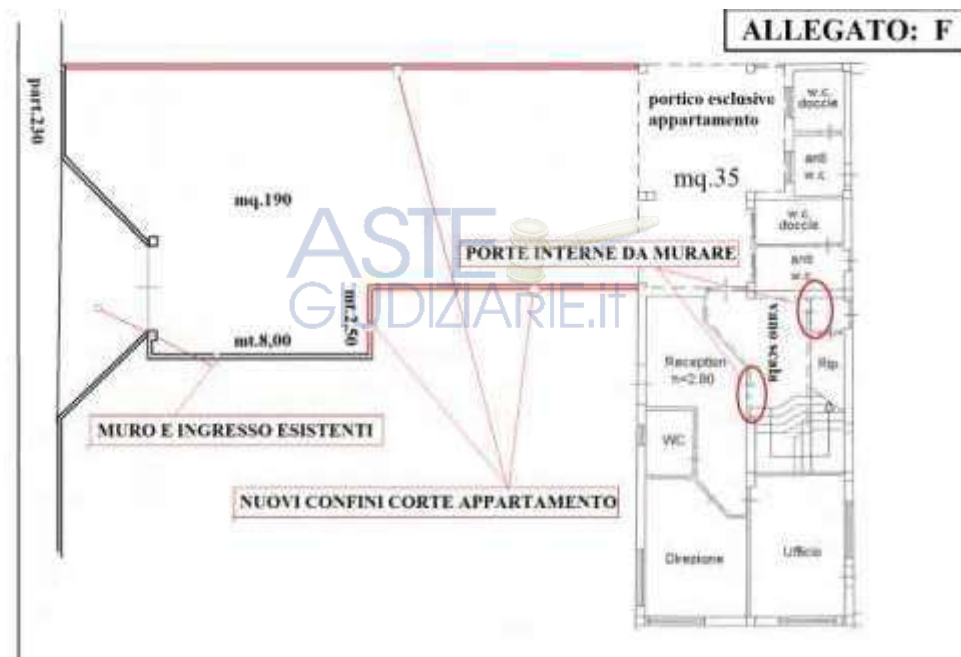 ALLEGATO: F
part.230
portico esclusivo
appartamento
mq.35
w.c.
doccie
anti
w.c
w.c.
doccie
anti
w.c.
mq.190
ASTE
GIUDIZIARIE.it
PORTE INTERNE DA MURARE
mt.2,50
mt.8,00
vano scala
Reception
h=2.80
Rip
MURO E INGRESSO ESISTENTI
WC
NUOVI CONFINI CORTE APPARTAMENTO
Direzione
Ufficio